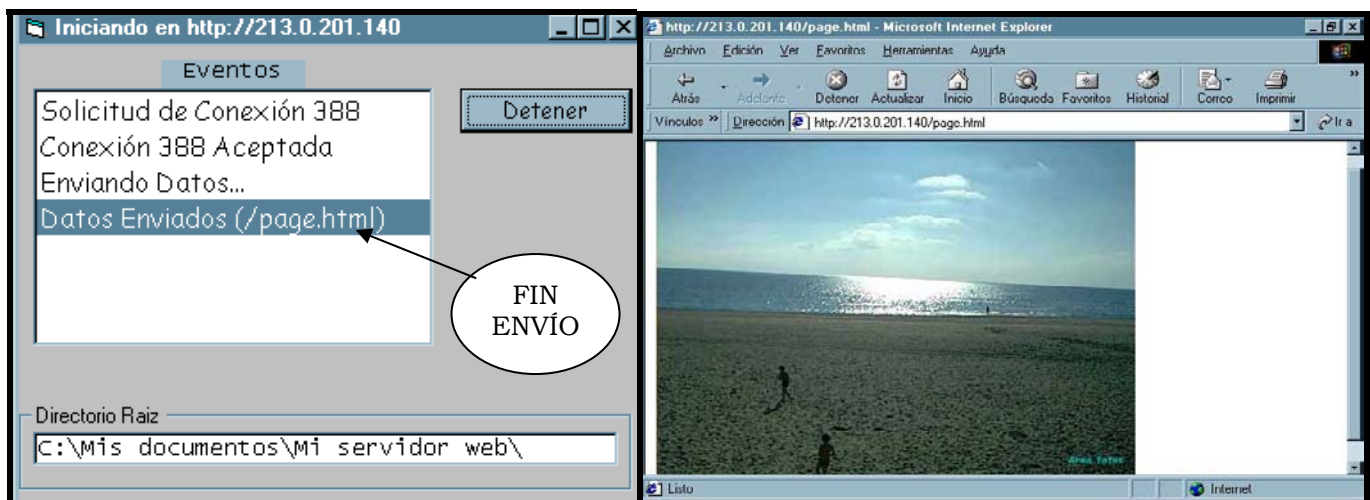 Iniciando en http://213.0.201.140
Eventos
Solicitud de Conexión 388
Conexión 388 Aceptada
Enviando Datos...
Datos Enviados (/page.html)
Detener
FIN
ENVÍO
Directorio Raiz
C:\Mis documentos\Mi servidor web\
http://213.0.201.140/page.html - Microsoft Internet Explorer
Archivo Edición Ver Favoritos Herramientas Ayuda
Atrás Adelante Detener Actualizar Inicio Búsqueda Favoritos Historial Correo Imprimir »
Vínculos » Dirección http://213.0.201.140/page.html Ir a
Listo Internet